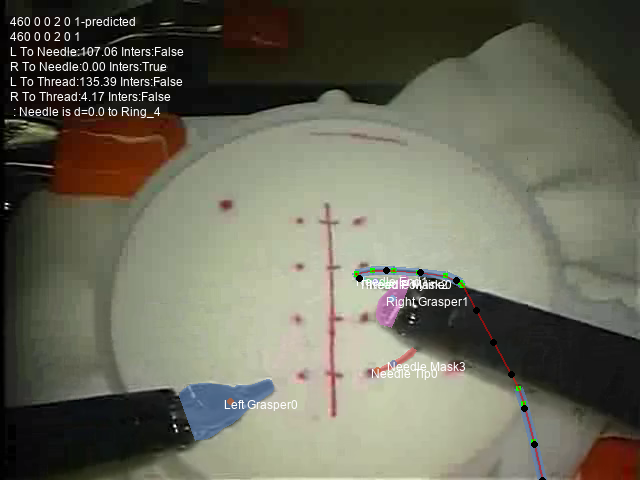 460 0 0 2 0 1-predicted
460 0 0 2 0 1
L To Needle:107.06 Inters:False
R To Needle:0.00 Inters:True
L To Thread:135.39 Inters:False
R To Thread:4.17 Inters:False
: Needle is d=0.0 to Ring_4
Right Grasper1
Needle Mask3
Needle Tip0
Left Grasper0